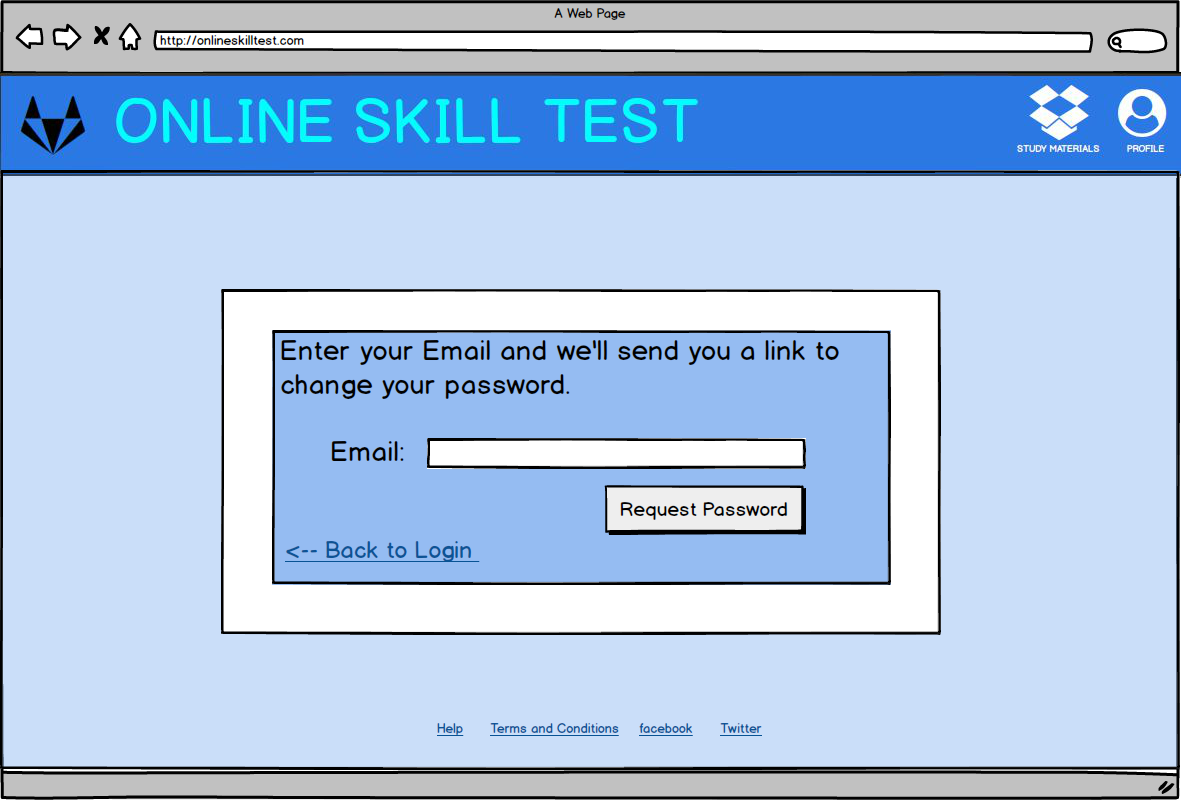 A Web Page
http://onlineskilltest.com
ONLINE SKILL TEST
STUDY MATERIALS
PROFILE
Enter your Email and we'll send you a link to
change your password.
Email:
Request Password
<-- Back to Login
Help
Terms and Conditions
facebook
Twitter